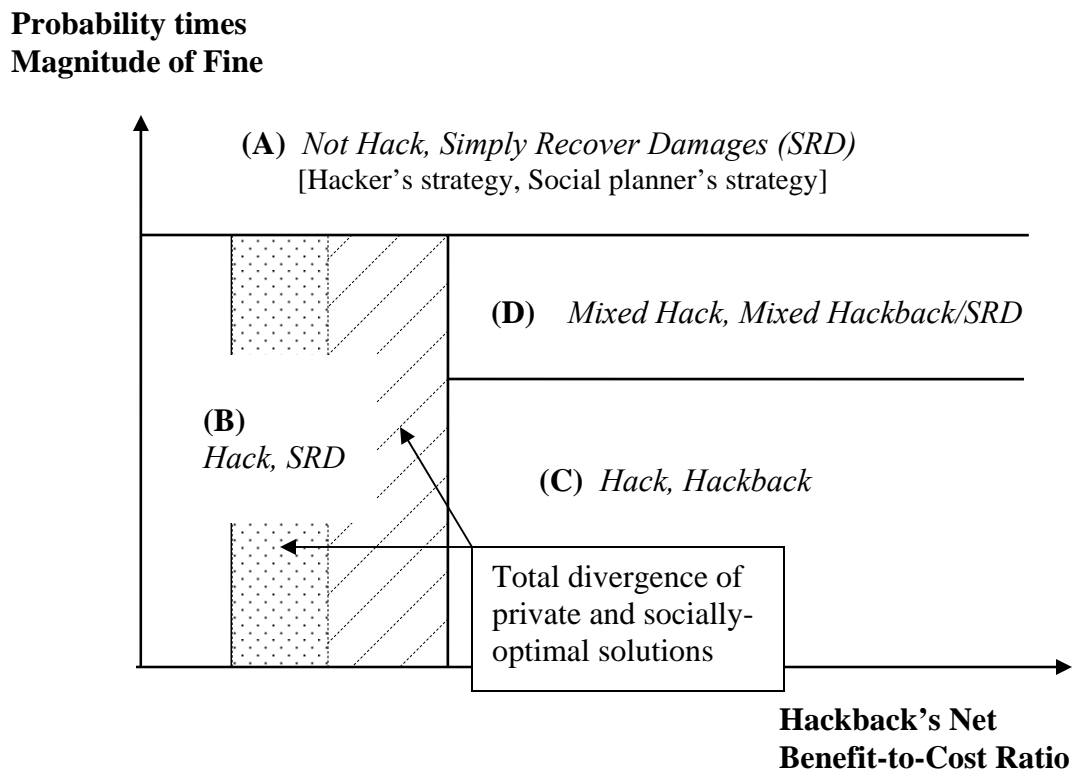 Probability times
Magnitude of Fine
(A) Not Hack, Simply Recover Damages (SRD)
[Hacker’s strategy, Social planner’s strategy]
(D) Mixed Hack, Mixed Hackback/SRD
(B)
Hack, SRD
(C) Hack, Hackback
Total divergence of
private and socially-
optimal solutions
Hackback’s Net
Benefit-to-Cost Ratio